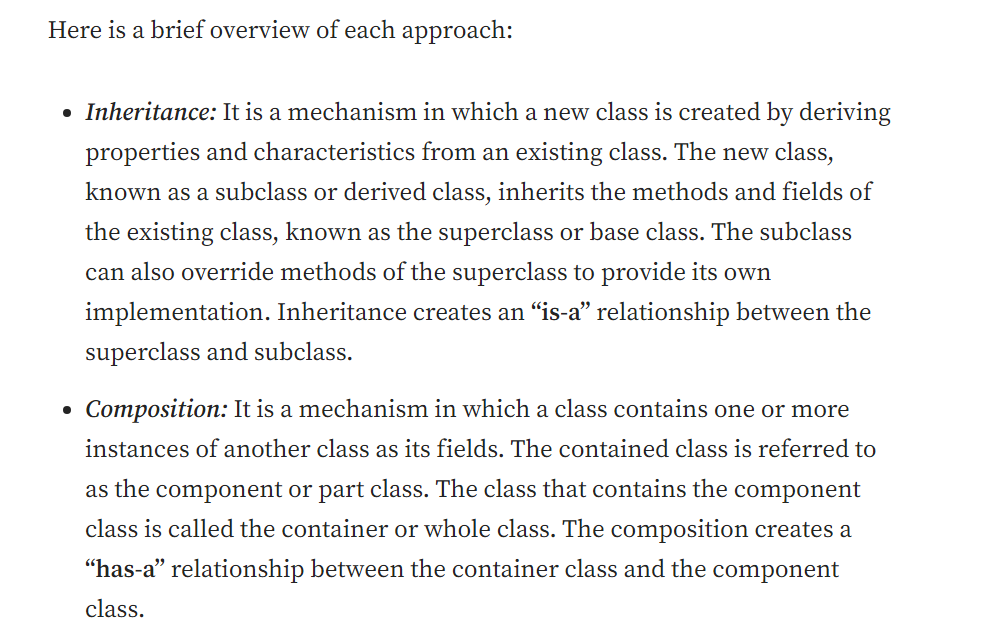 Here is a brief overview of each approach:
• Inheritance: It is a mechanism in which a new class is created by deriving
properties and characteristics from an existing class. The new class,
known as a subclass or derived class, inherits the methods and fields of
the existing class, known as the superclass or base class. The subclass
can also override methods of the superclass to provide its own
implementation. Inheritance creates an “is-a” relationship between the
superclass and subclass.
• Composition: It is a mechanism in which a class contains one or more
instances of another class as its fields. The contained class is referred to
as the component or part class. The class that contains the component
class is called the container or whole class. The composition creates a
“has-a” relationship between the container class and the component
class.